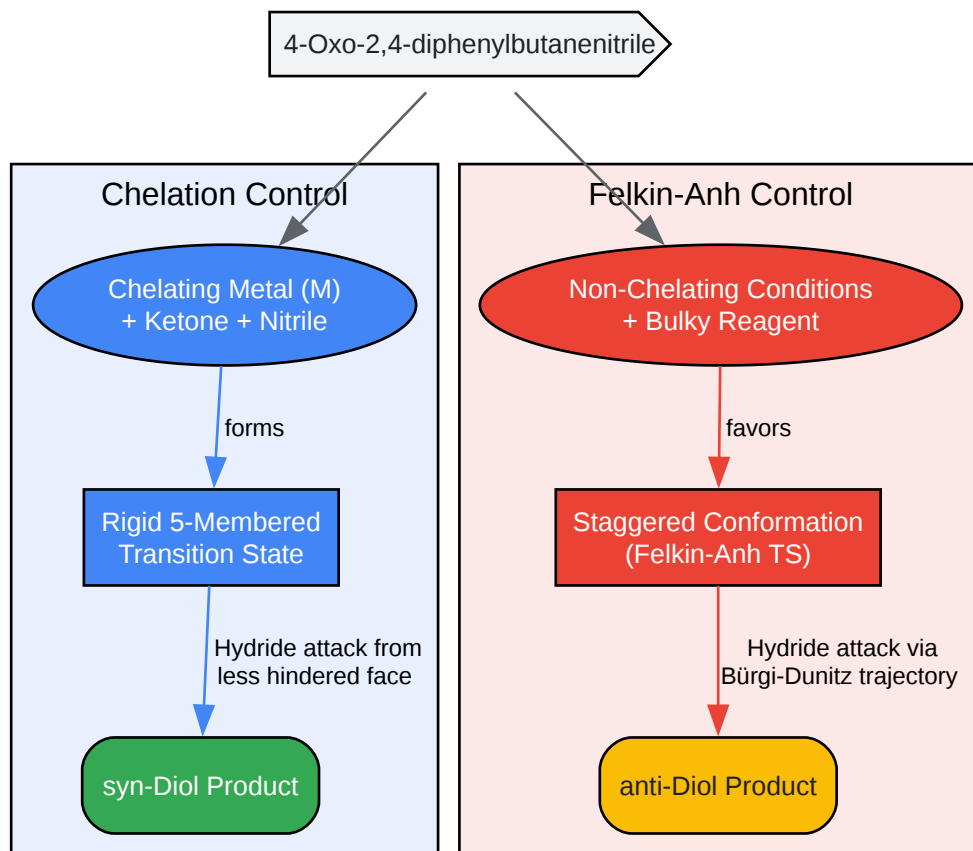 4-Oxo-2,4-diphenylbutanenitrile
Chelation Control
Chelating Metal (M)
+ Ketone + Nitrile
forms
Rigid 5-Membered
Transition State
Hydride attack from
less hindered face
syn-Diol Product
Felkin-Anh Control
Non-Chelating Conditions
+ Bulky Reagent
favors
Staggered Conformation
(Felkin-Anh TS)
Hydride attack via
Bürgi-Dunitz trajectory
anti-Diol Product